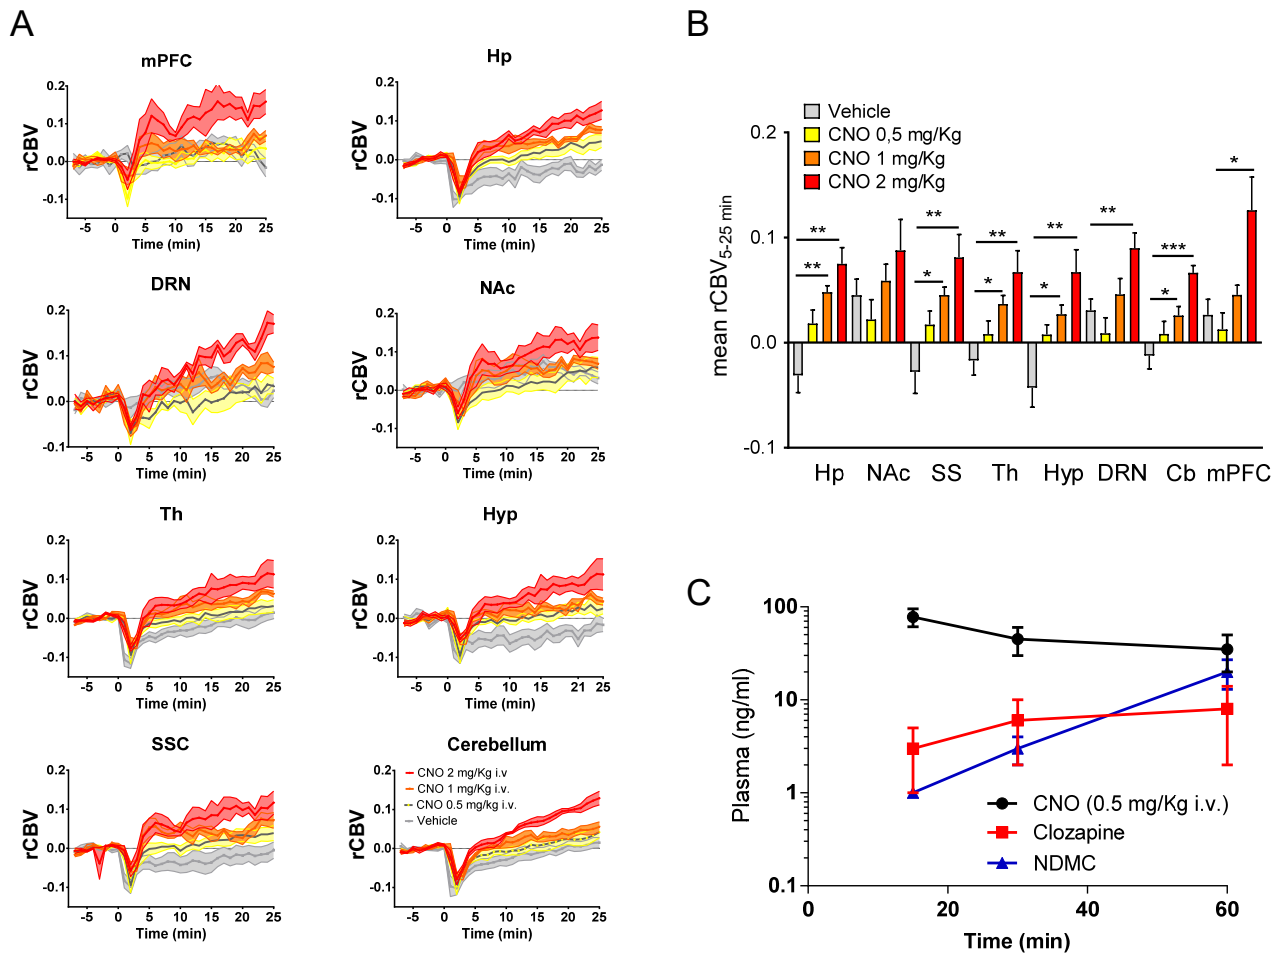 A
mPFC
rCBV
0.2
0.1
0.0
-0.1
-5 0 5 10 15 20 25
Time (min)
Hp
rCBV
0.2
0.1
0.0
-0.1
-5 0 5 10 15 20 25
Time (min)
DRN
rCBV
0.2
0.1
0.0
-0.1
-5 0 5 10 15 20 25
Time (min)
NAc
rCBV
0.2
0.1
0.0
-0.1
-5 0 5 10 15 20 25
Time (min)
Th
rCBV
0.2
0.1
0.0
-0.1
-5 0 5 10 15 20 25
Time (min)
Hyp
rCBV
0.2
0.1
0.0
-0.1
-5 0 5 10 15 21 25
Time (min)
SSC
rCBV
0.2
0.1
0.0
-0.1
-5 0 5 10 15 20 25
Time (min)
Cerebellum
rCBV
0.2
0.1
0.0
-0.1
CNO 2 mg/Kg i.v
CNO 1 mg/Kg i.v.
CNO 0.5 mg/kg i.v.
Vehicle
-5 0 5 10 15 20 25
Time (min)
B
Vehicle
CNO 0,5 mg/Kg
CNO 1 mg/Kg
CNO 2 mg/Kg
mean rCBV5-25 min
0.2
0.1
0.0
-0.1
** ** ** * ** * ** * ** *** * *
Hp NAc SS Th Hyp DRN Cb mPFC
C
Plasma (ng/ml)
100
10
1
0.1
CNO (0.5 mg/Kg i.v.)
Clozapine
NDMC
0 20 40 60
Time (min)